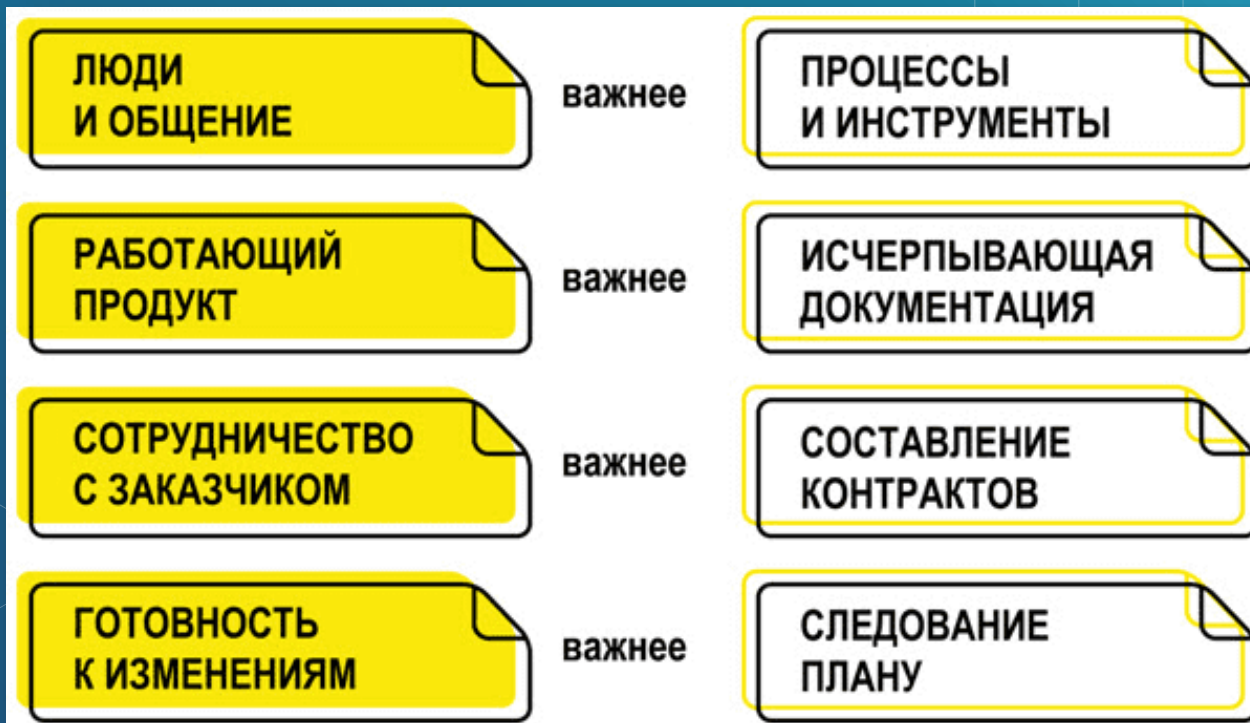 ЛЮДИ
И ОБЩЕНИЕ
важнее
ПРОЦЕССЫ
И ИНСТРУМЕНТЫ
РАБОТАЮЩИЙ
ПРОДУКТ
важнее
ИСЧЕРПЫВАЮЩАЯ
ДОКУМЕНТАЦИЯ
СОТРУДНИЧЕСТВО
С ЗАКАЗЧИКОМ
важнее
СОСТАВЛЕНИЕ
КОНТРАКТОВ
ГОТОВНОСТЬ
К ИЗМЕНЕНИЯМ
важнее
СЛЕДОВАНИЕ
ПЛАНУ